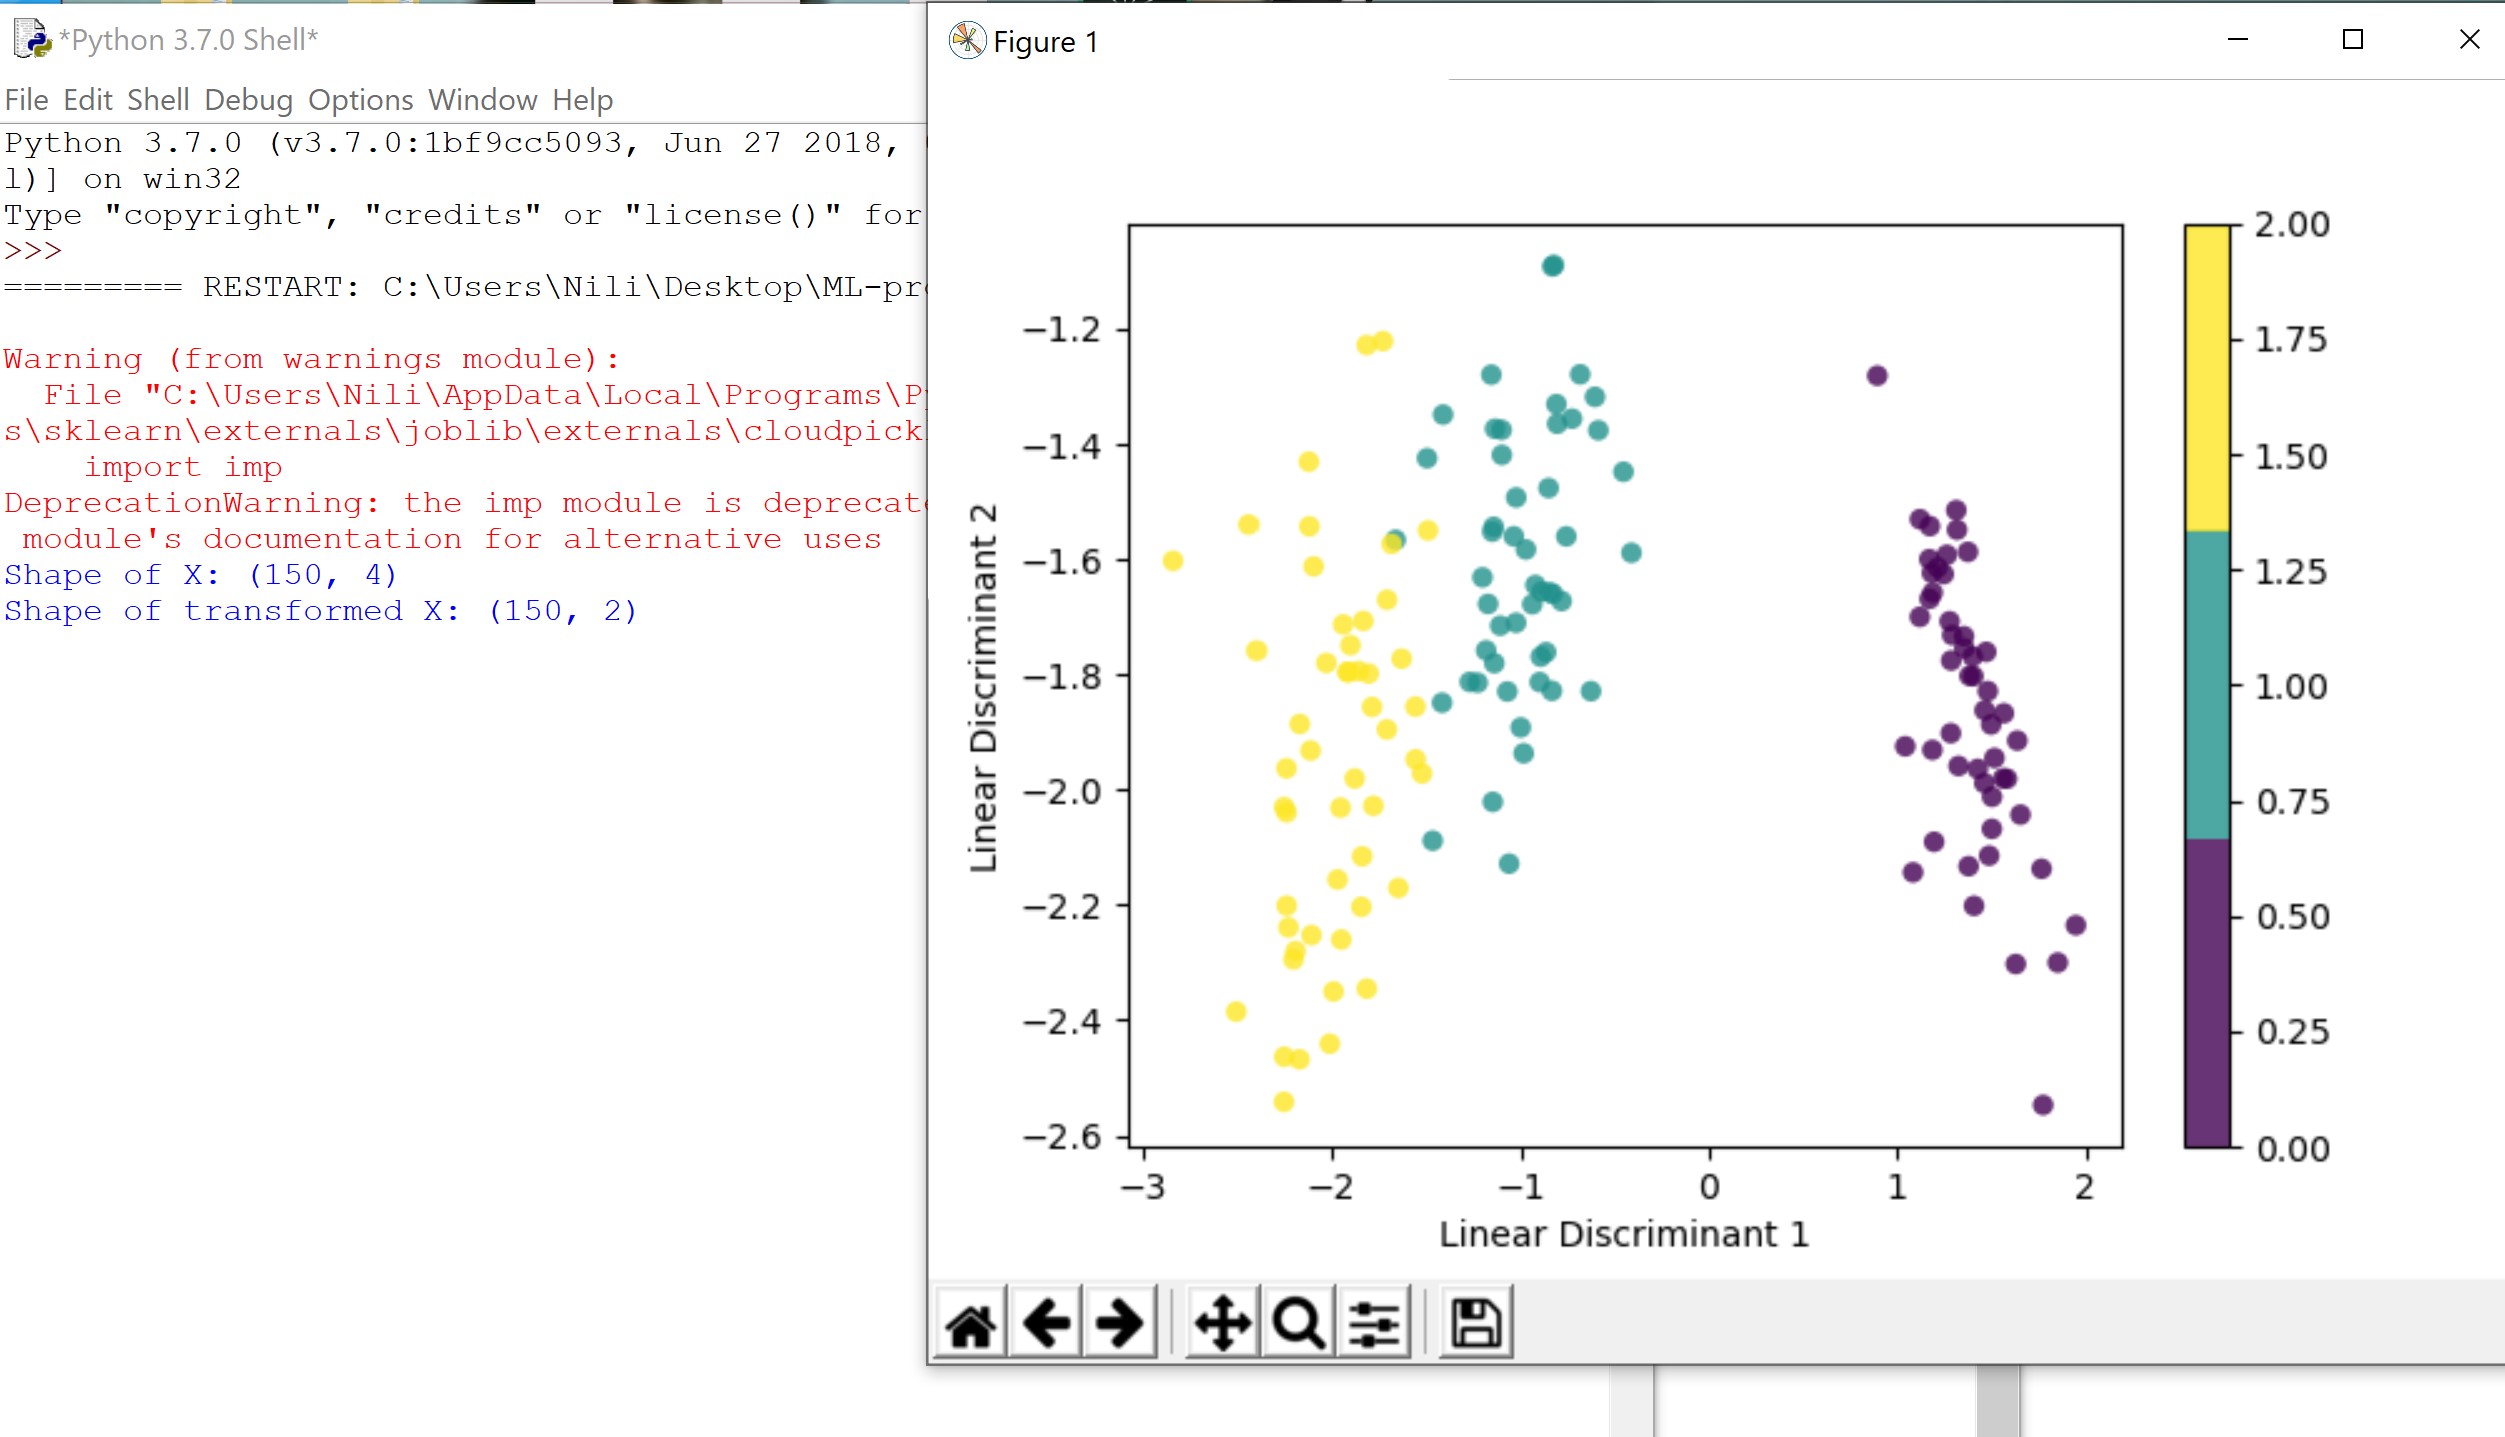 *Python 3.7.0 Shell*
File Edit Shell Debug Options Window Help
Python 3.7.0 (v3.7.0:1bf9cc5093, Jun 27 2018,
l)] on win32
Type "copyright", "credits" or "license()" for
>>>
========= RESTART: C:\Users\Nili\Desktop\ML-pr
Warning (from warnings module):
File "C:\Users\Nili\AppData\Local\Programs\P
s\sklearn\externals\joblib\externals\cloudpick
import imp
DeprecationWarning: the imp module is deprecat
module's documentation for alternative uses
Shape of X: (150, 4)
Shape of transformed X: (150, 2)
Figure 1
Linear Discriminant 2
−1.2
−1.4
−1.6
−1.8
−2.0
−2.2
−2.4
−2.6
−3 −2 −1 0 1 2
Linear Discriminant 1
2.00
1.75
1.50
1.25
1.00
0.75
0.50
0.25
0.00